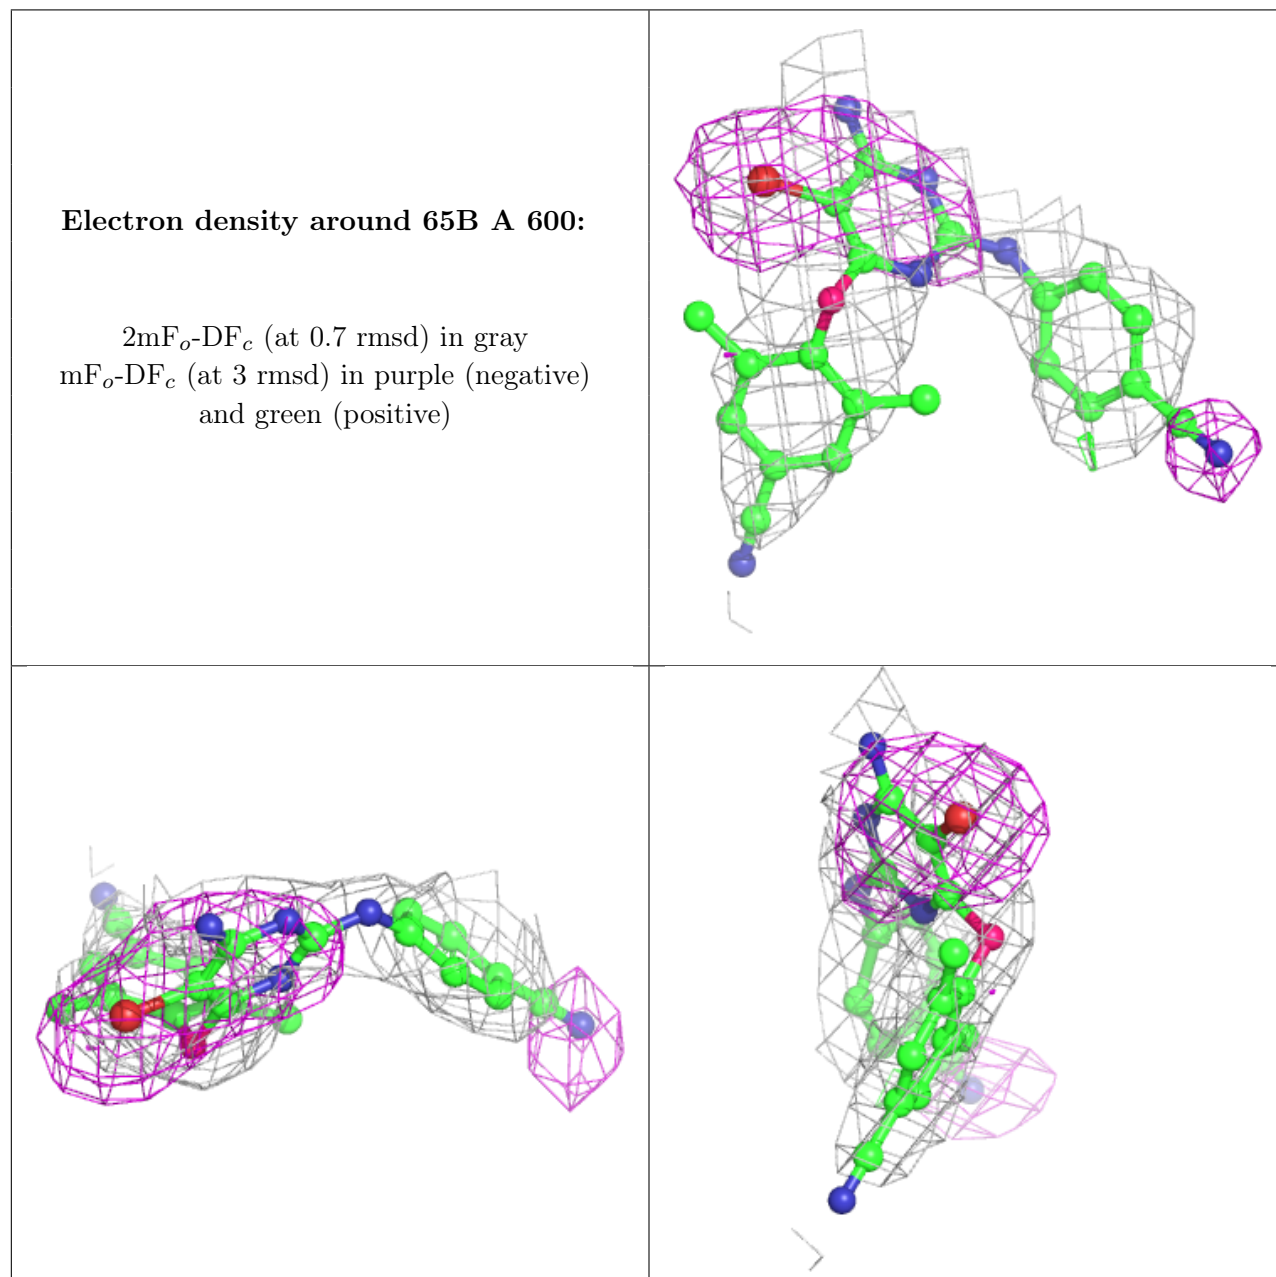 Electron density around 65B A 600:
2mFo-DFc (at 0.7 rmsd) in gray
mFo-DFc (at 3 rmsd) in purple (negative)
and green (positive)